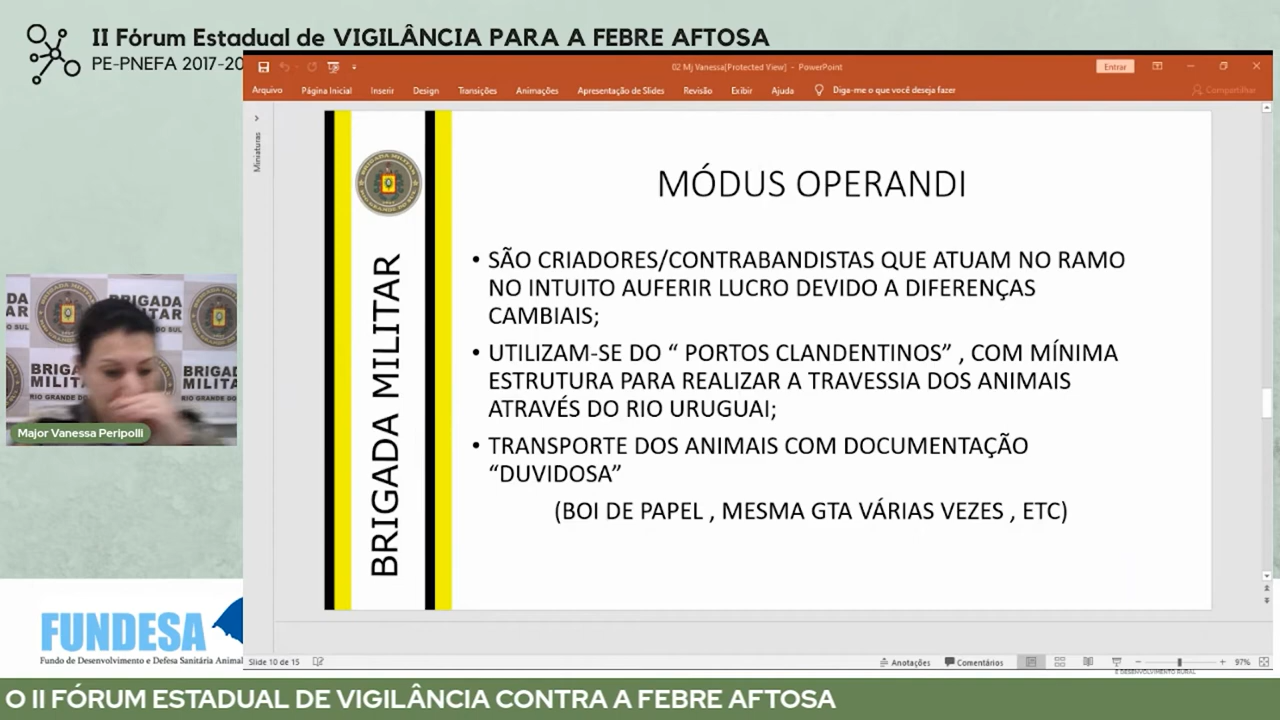 II Fórum Estadual de VIGILÂNCIA PARA A FEBRE AFTOSA
PE-PNEFA 2017-20
02 Mj Vanessa[Protected View] - PowerPoint
Entrar
Arquivo Página Inicial Inserir Design Transições Animações Apresentação de Slides Revisão Exibir Ajuda Diga-me o que você deseja fazer Compartilhar
Miniaturas
BRIGADA MILITAR
MÓDUS OPERANDI
• SÃO CRIADORES/CONTRABANDISTAS QUE ATUAM NO RAMO
NO INTUITO AUFERIR LUCRO DEVIDO A DIFERENÇAS
CAMBIAIS;
• UTILIZAM-SE DO “ PORTOS CLANDENTINOS” , COM MÍNIMA
ESTRUTURA PARA REALIZAR A TRAVESSIA DOS ANIMAIS
ATRAVÉS DO RIO URUGUAI;
• TRANSPORTE DOS ANIMAIS COM DOCUMENTAÇÃO
“DUVIDOSA”
(BOI DE PAPEL , MESMA GTA VÁRIAS VEZES , ETC)
BRIGADA
MILITAR
BRIGADA
MILITAR
RIO GRANDE DO
Major Vanessa Peripolli
FUNDESA
Fundo de Desenvolvimento e Defesa Sanitária Animal
Slide 10 de 15
Anotações Comentários 97%
E DESENVOLVIMENTO RURAL
O II FÓRUM ESTADUAL DE VIGILÂNCIA CONTRA A FEBRE AFTOSA